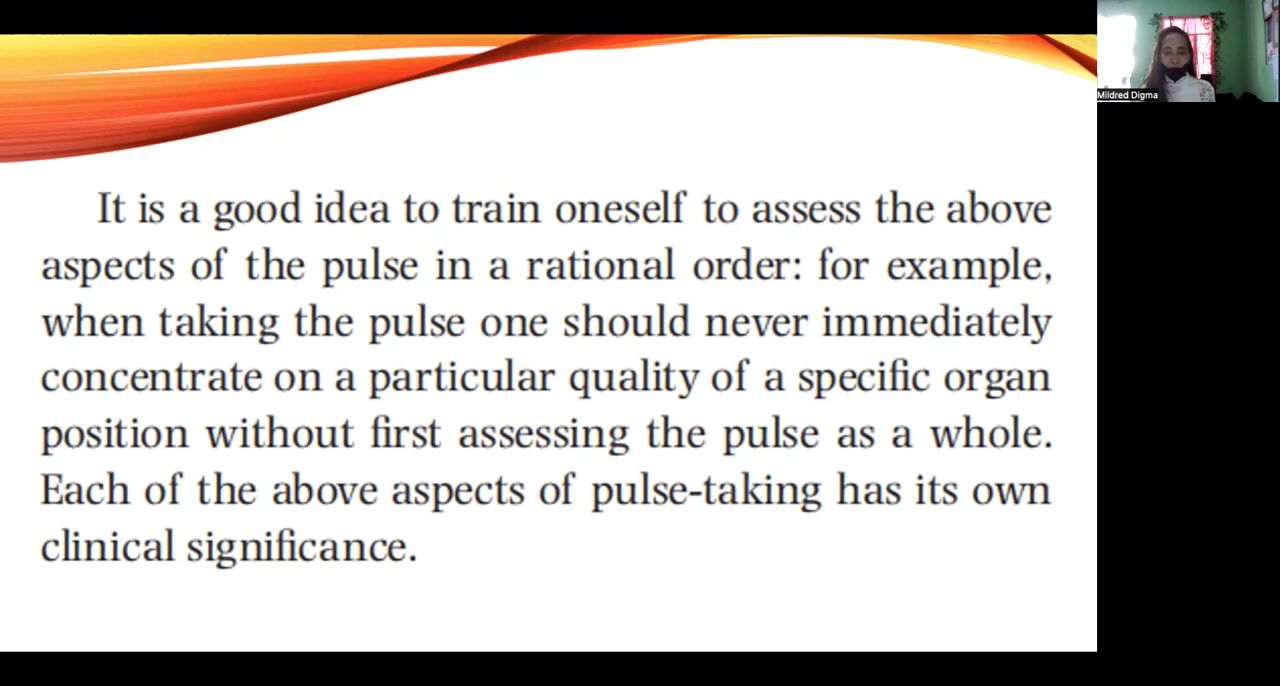 It is a good idea to train oneself to assess the above
aspects of the pulse in a rational order: for example,
when taking the pulse one should never immediately
concentrate on a particular quality of a specific organ
position without first assessing the pulse as a whole.
Each of the above aspects of pulse-taking has its own
clinical significance.
Mildred Digma